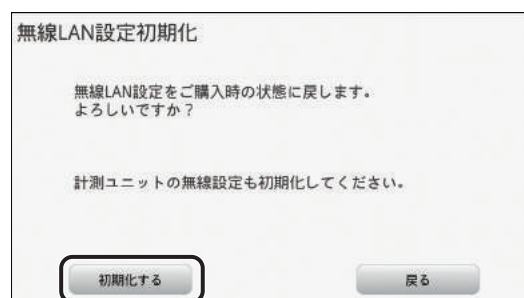 無線LAN設定初期化
無線LAN設定をご購入時の状態に戻します。
よろしいですか？
計測ユニットの無線設定も初期化してください。
初期化する
戻る